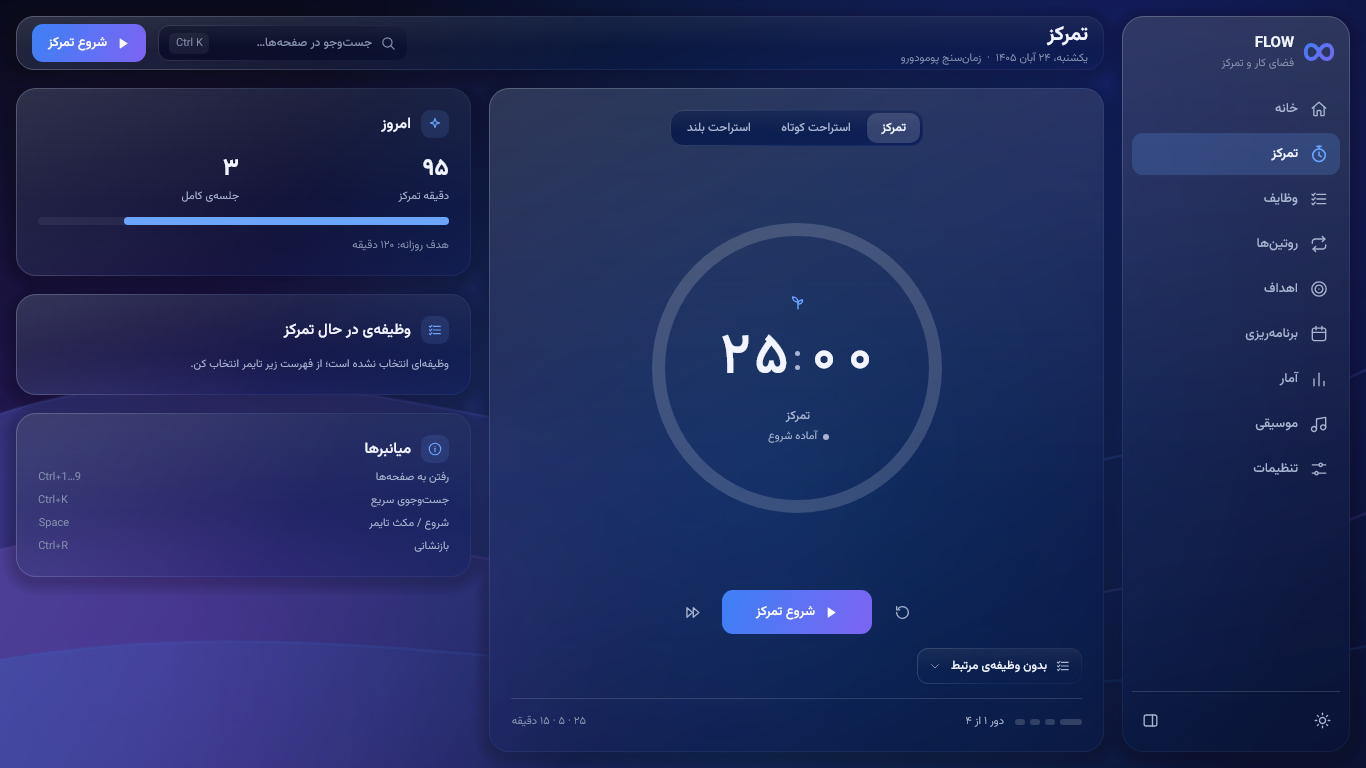 FLOW
فضای کار و تمرکز
خانه
تمرکز
وظایف
روتین‌ها
اهداف
برنامه‌ریزی
آمار
موسیقی
تنظیمات
تمرکز
یکشنبه، ۲۴ آبان ۱۴۰۵ · زمان‌سنج پومودورو
جست‌وجو در صفحه‌ها… Ctrl K
شروع تمرکز
تمرکز استراحت کوتاه استراحت بلند
۲۵:۰۰
تمرکز
آماده شروع
شروع تمرکز
بدون وظیفه‌ی مرتبط
دور ۱ از ۴
۲۵ · ۵ · ۱۵ دقیقه
امروز
۹۵ ۳
دقیقه تمرکز جلسه‌ی کامل
هدف روزانه: ۱۲۰ دقیقه
وظیفه‌ی در حال تمرکز
وظیفه‌ای انتخاب نشده است؛ از فهرست زیر تایمر انتخاب کن.
میانبرها
رفتن به صفحه‌ها Ctrl+1…9
جست‌وجوی سریع Ctrl+K
شروع / مکث تایمر Space
بازنشانی Ctrl+R